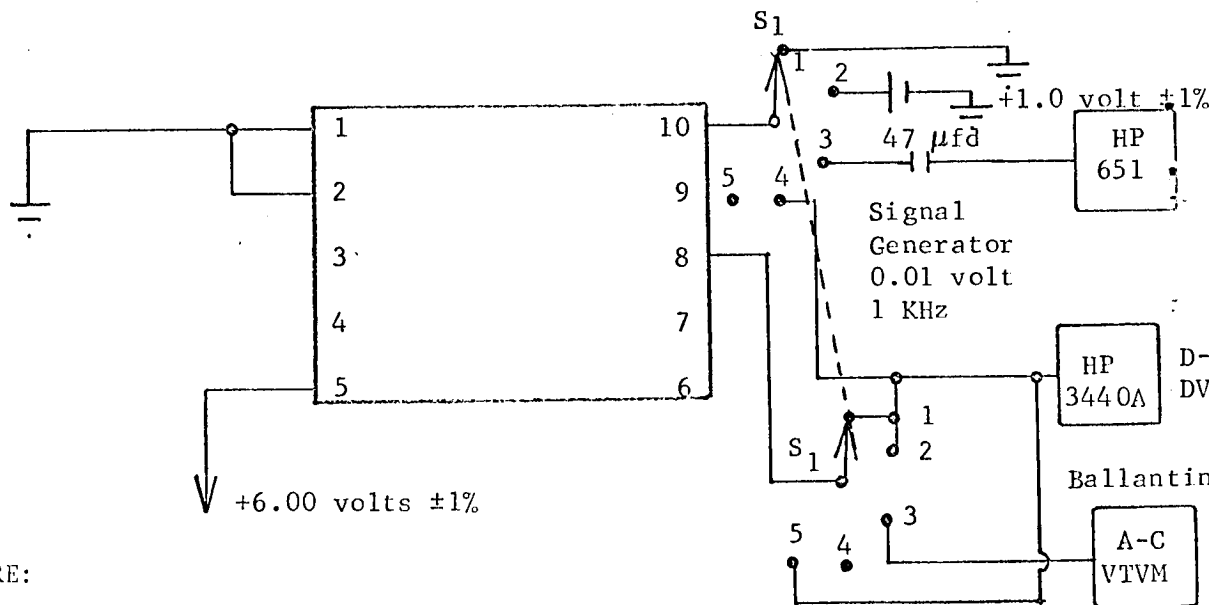 S1
1
2
+1.0 volt ±1%
1
10
3
47 µfd
HP
651
2
9
5
4
Signal
Generator
0.01 volt
1 KHz
3
8
4
7
5
6
HP
3440A
D-
DV
1
S1
2
+6.00 volts ±1%
Ballantin
3
5
4
A-C
VTVM
RE: